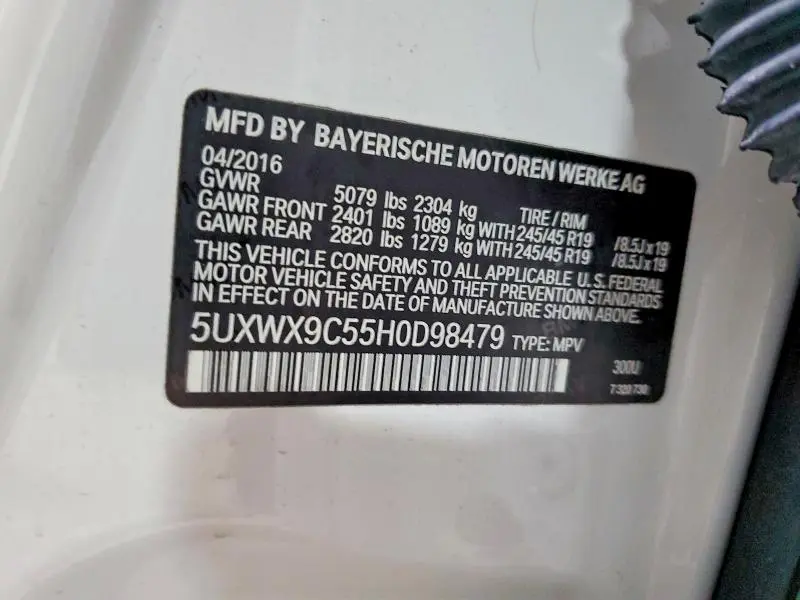 MFD BY BAYERISCHE MOTOREN WERKE AG
04/2016
GVWR 5079 lbs 2304 kg TIRE / RIM
GAWR FRONT 2401 lbs 1089 kg WITH 245/45 R19 /8.5J x 19
GAWR REAR 2820 lbs 1279 kg WITH 245/45 R19 /8.5J x 19
THIS VEHICLE CONFORMS TO ALL APPLICABLE U.S. FEDERAL
MOTOR VEHICLE SAFETY AND THEFT PREVENTION STANDARDS
IN EFFECT ON THE DATE OF MANUFACTURE SHOWN ABOVE.
5UXWX9C55H0D98479 TYPE: MPV
300U
7 320 730